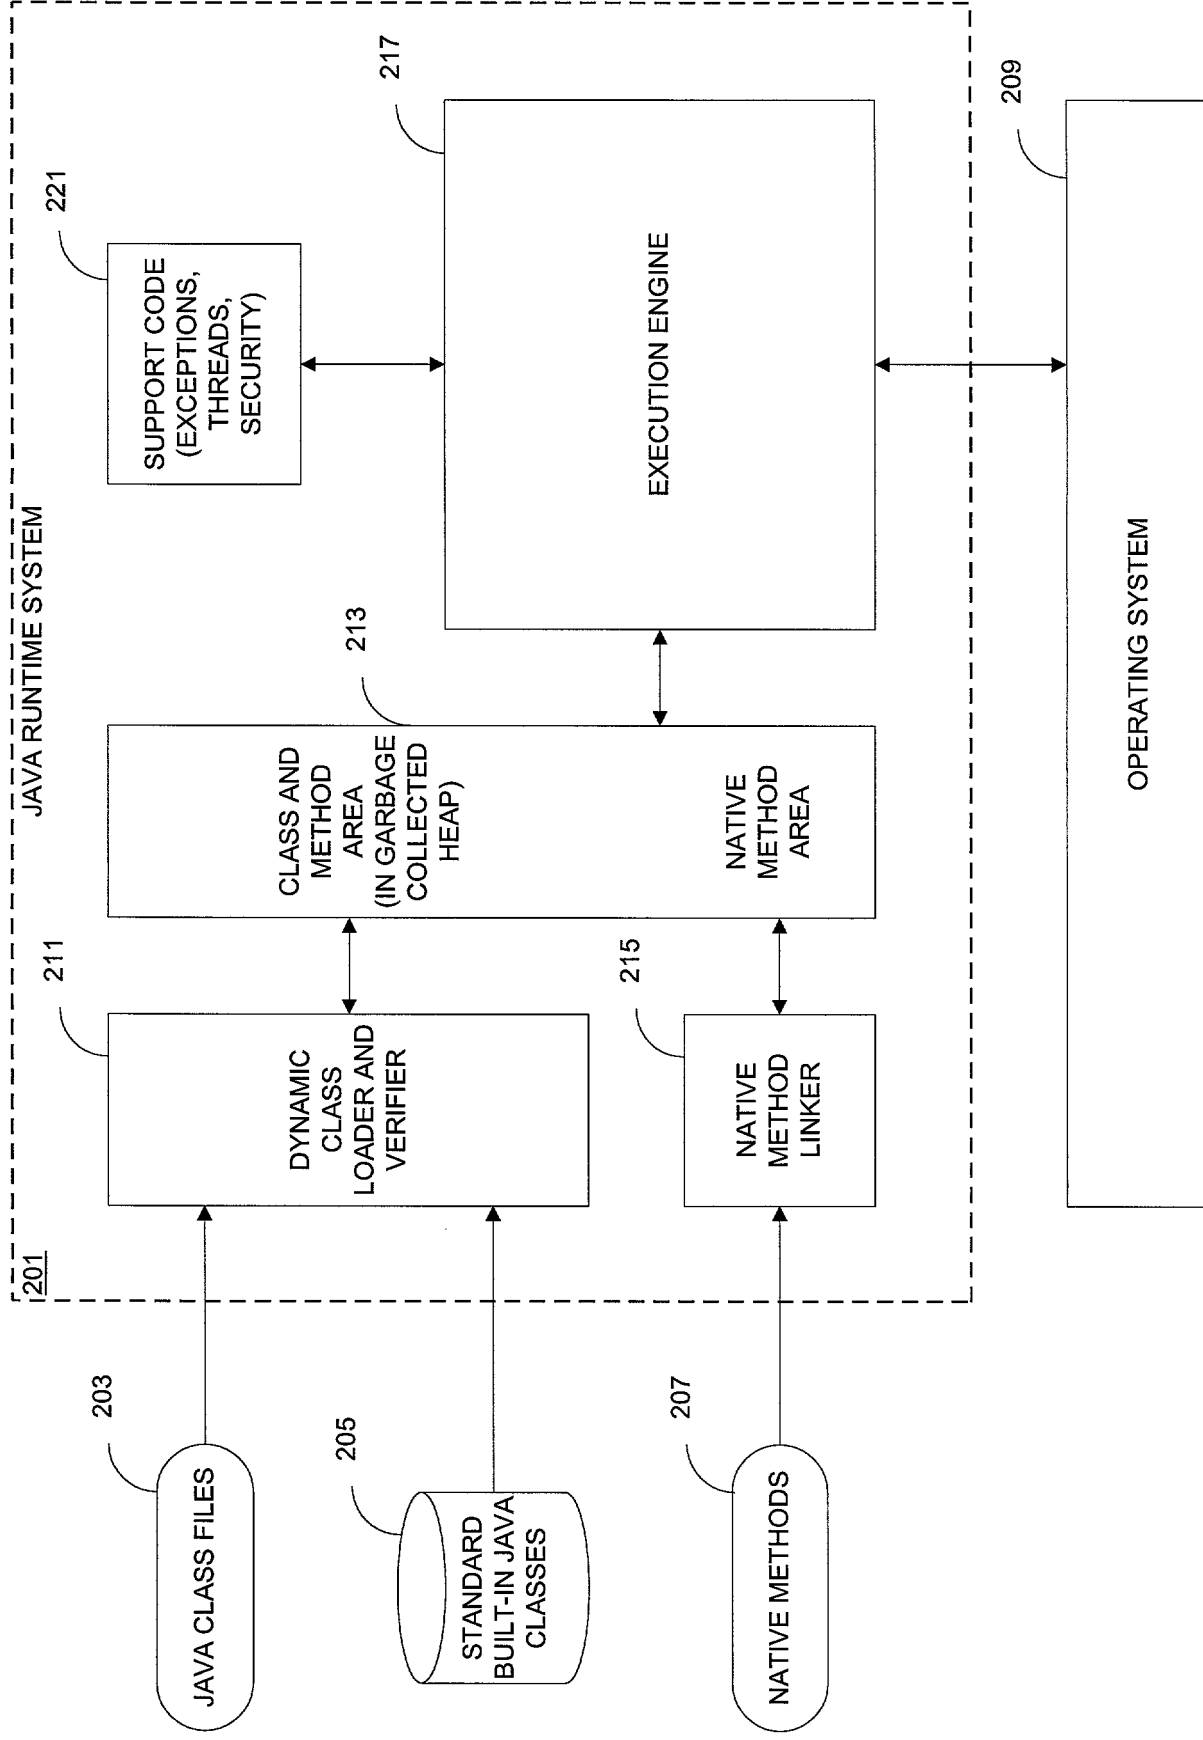 JAVA RUNTIME SYSTEM
201
203
JAVA CLASS FILES
205
STANDARD
BUILT-IN JAVA
CLASSES
207
NATIVE METHODS
211
DYNAMIC
CLASS
LOADER AND
VERIFIER
215
NATIVE
METHOD
LINKER
213
CLASS AND
METHOD
AREA
(IN GARBAGE
COLLECTED
HEAP)
NATIVE
METHOD
AREA
221
SUPPORT CODE
(EXCEPTIONS,
THREADS,
SECURITY)
217
EXECUTION ENGINE
209
OPERATING SYSTEM